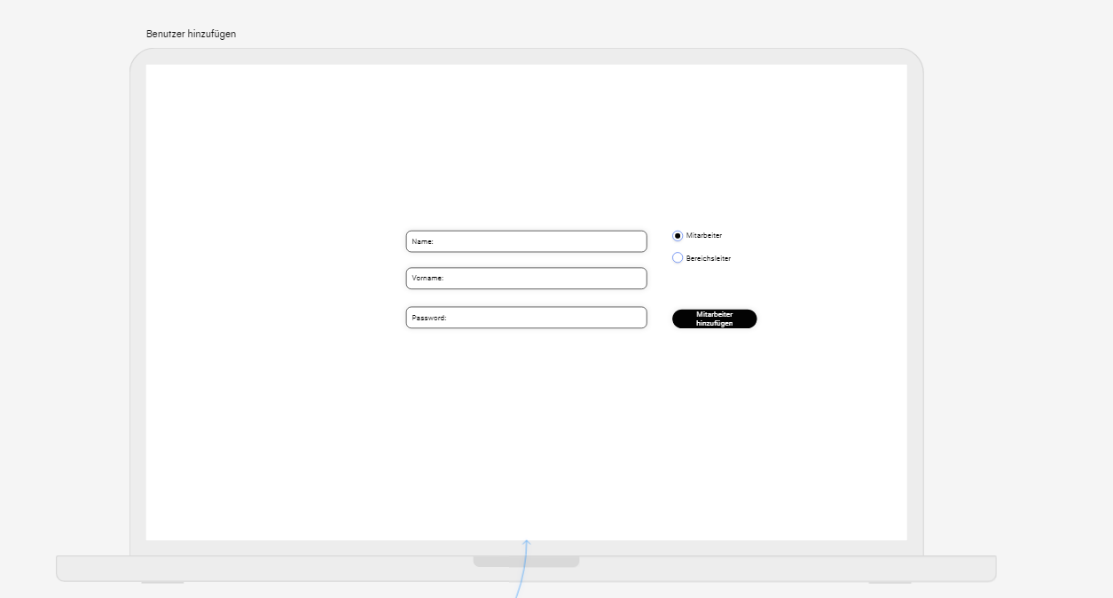 Benutzer hinzufügen
Name:
Mitarbeiter
Bereichsleiter
Vorname:
Password:
Mitarbeiter
hinzufügen